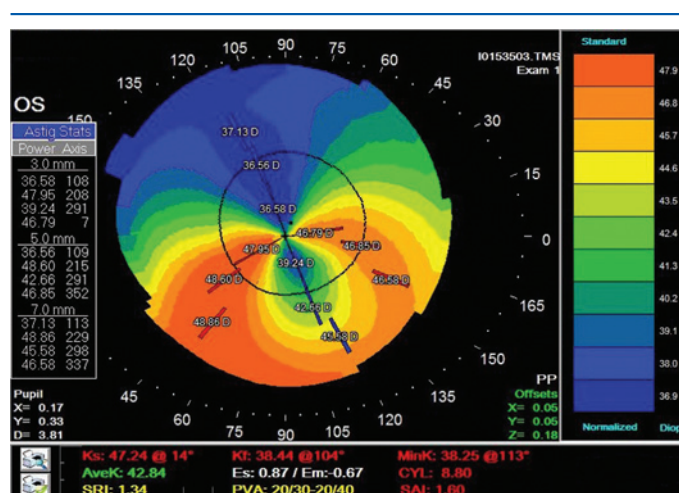 105 90 75
120 60
135 45
I0153503.TMS
Exam 1
OS
150 30
Astig Stats
Power Axis
3.0 mm
36.58 108
47.95 208
39.24 291
46.79 7
5.0 mm
36.56 109
48.60 215
42.66 291
46.85 352
7.0 mm
37.13 113
48.86 229
45.58 298
46.58 337
37.13 D
36.56 D
36.58 D
46.79 D
47.95 D 46.85 D
39.24 D
48.60 D 46.58 D
42.66 D
48.86 D 45.58 D
15
0
165
150
45 135
60 120
75 90 105
Pupil
X= 0.17
Y= 0.33
D= 3.81
PP
Offsets
X= 0.05
Y= 0.05
Z= 0.18
Standard
47.9
46.8
45.7
44.6
43.5
42.4
41.3
40.2
39.1
38.0
36.9
Normalized Diop
Ks: 47.24 @ 14° Kf: 38.44 @104° MinK: 38.25 @113°
AveK: 42.84 Es: 0.87 / Em:-0.67 CYL: 8.80
SRI: 1.34 PVA: 20/30-20/40 SAI: 1.60